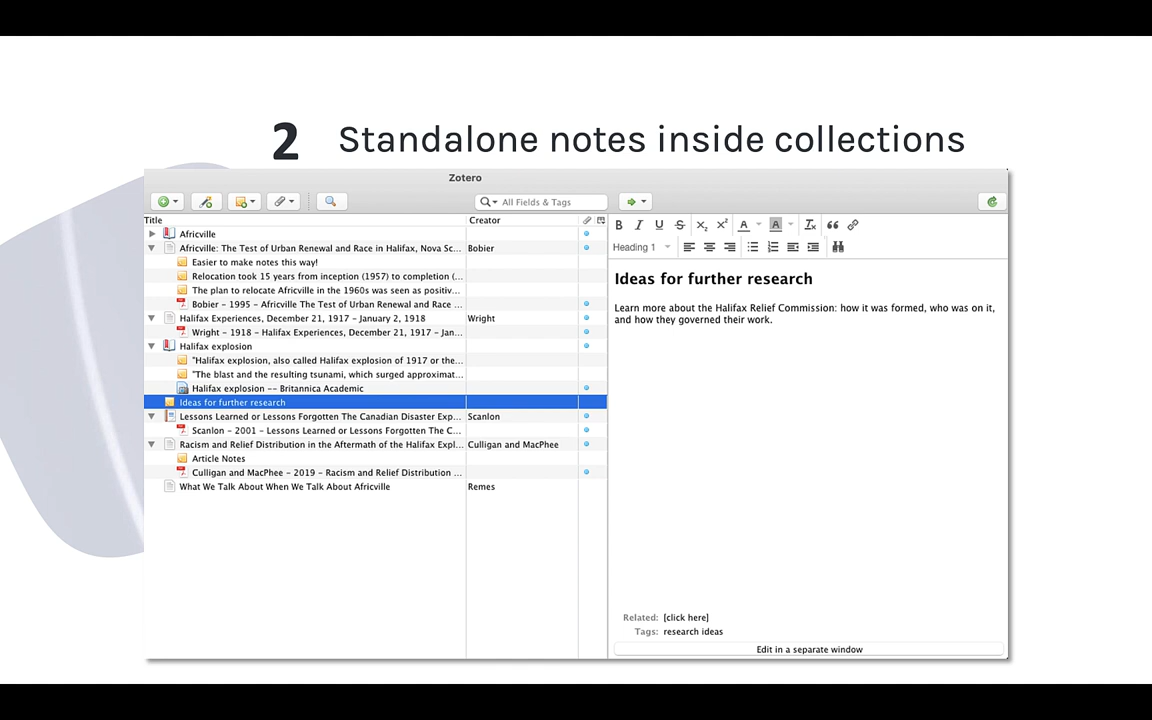 2 Standalone notes inside collections
Zotero
All Fields & Tags
Title Creator
Africville
Africville: The Test of Urban Renewal and Race in Halifax, Nova Sc... Bobier
Easier to make notes this way!
Relocation took 15 years from inception (1957) to completion (...
The plan to relocate Africville in the 1960s was seen as positiv...
Bobier - 1995 - Africville The Test of Urban Renewal and Race ...
Halifax Experiences, December 21, 1917 - January 2, 1918 Wright
Wright - 1918 - Halifax Experiences, December 21, 1917 - Jan...
Halifax explosion
"Halifax explosion, also called Halifax explosion of 1917 or the...
"The blast and the resulting tsunami, which surged approximat...
Halifax explosion -- Britannica Academic
Ideas for further research
Lessons Learned or Lessons Forgotten The Canadian Disaster Exp... Scanlon
Scanlon - 2001 - Lessons Learned or Lessons Forgotten The C...
Racism and Relief Distribution in the Aftermath of the Halifax Expl... Culligan and MacPhee
Article Notes
Culligan and MacPhee - 2019 - Racism and Relief Distribution ...
What We Talk About When We Talk About Africville Remes
B I U S X₂ X² A A Tx
Heading 1
Ideas for further research
Learn more about the Halifax Relief Commission: how it was formed, who was on it,
and how they governed their work.
Related: [click here]
Tags: research ideas
Edit in a separate window